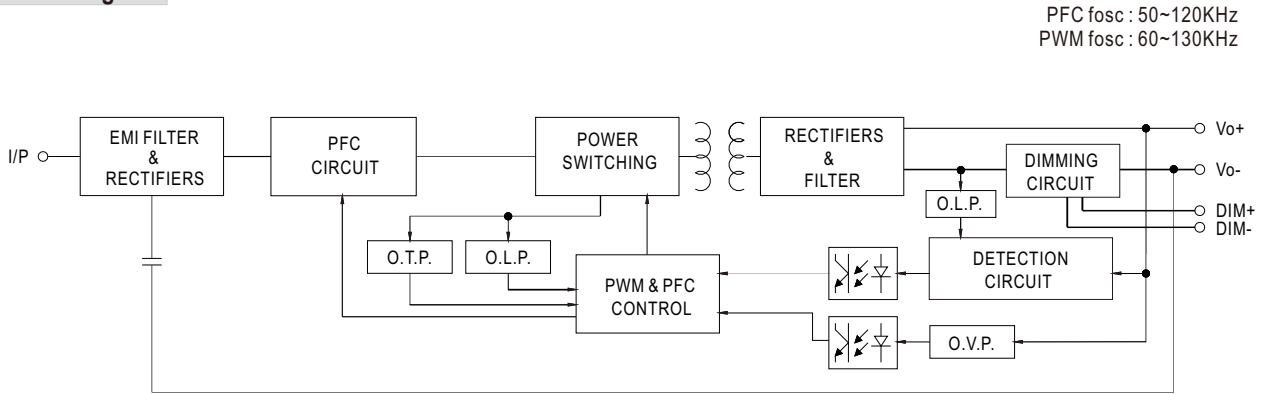 PFC fosc : 50~120KHz
PWM fosc : 60~130KHz
I/P
EMI FILTER
&
RECTIFIERS
PFC
CIRCUIT
POWER
SWITCHING
RECTIFIERS
&
FILTER
DIMMING
CIRCUIT
Vo+
Vo-
DIM+
DIM-
O.L.P.
O.T.P.
O.L.P.
PWM & PFC
CONTROL
DETECTION
CIRCUIT
O.V.P.